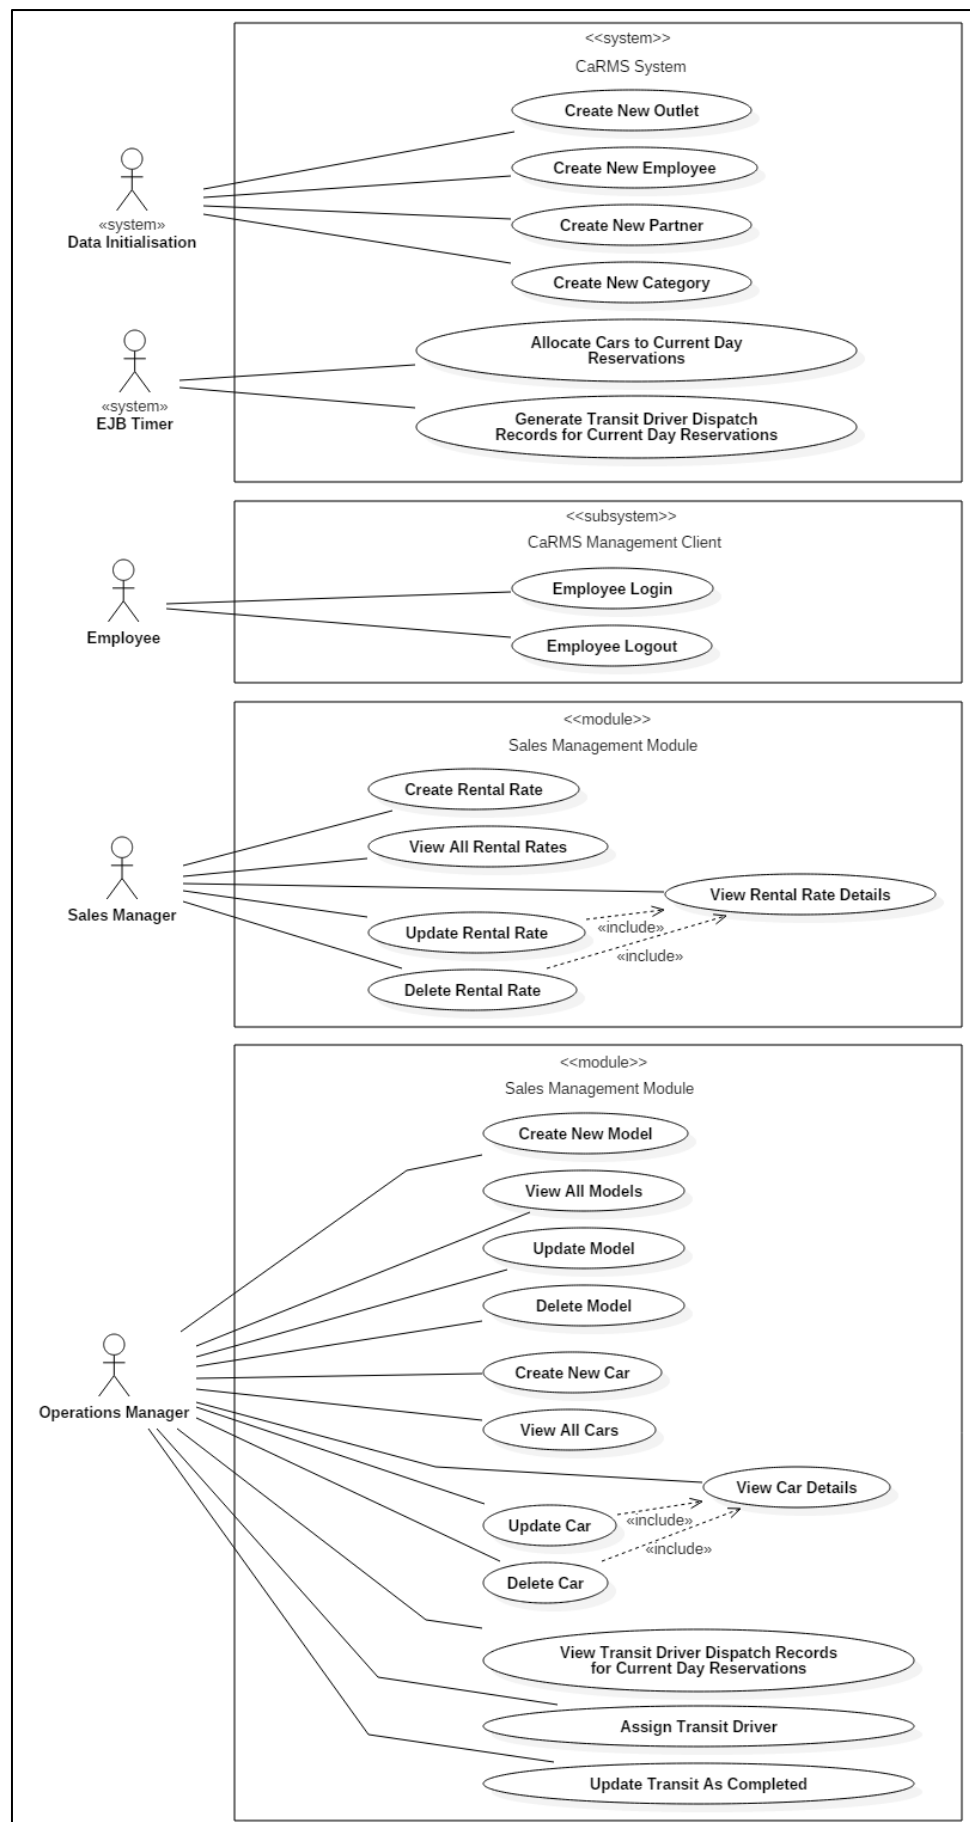 <<system>>
CaRMS System
Create New Outlet
Create New Employee
Create New Partner
Create New Category
«system»
Data Initialisation
Allocate Cars to Current Day
Reservations
Generate Transit Driver Dispatch
Records for Current Day Reservations
«system»
EJB Timer
<<subsystem>>
CaRMS Management Client
Employee Login
Employee Logout
Employee
<<module>>
Sales Management Module
Create Rental Rate
View All Rental Rates
View Rental Rate Details
Update Rental Rate
«include»
«include»
Delete Rental Rate
Sales Manager
<<module>>
Sales Management Module
Create New Model
View All Models
Update Model
Delete Model
Create New Car
View All Cars
Operations Manager
View Car Details
Update Car
«include»
«include»
Delete Car
View Transit Driver Dispatch Records
for Current Day Reservations
Assign Transit Driver
Update Transit As Completed